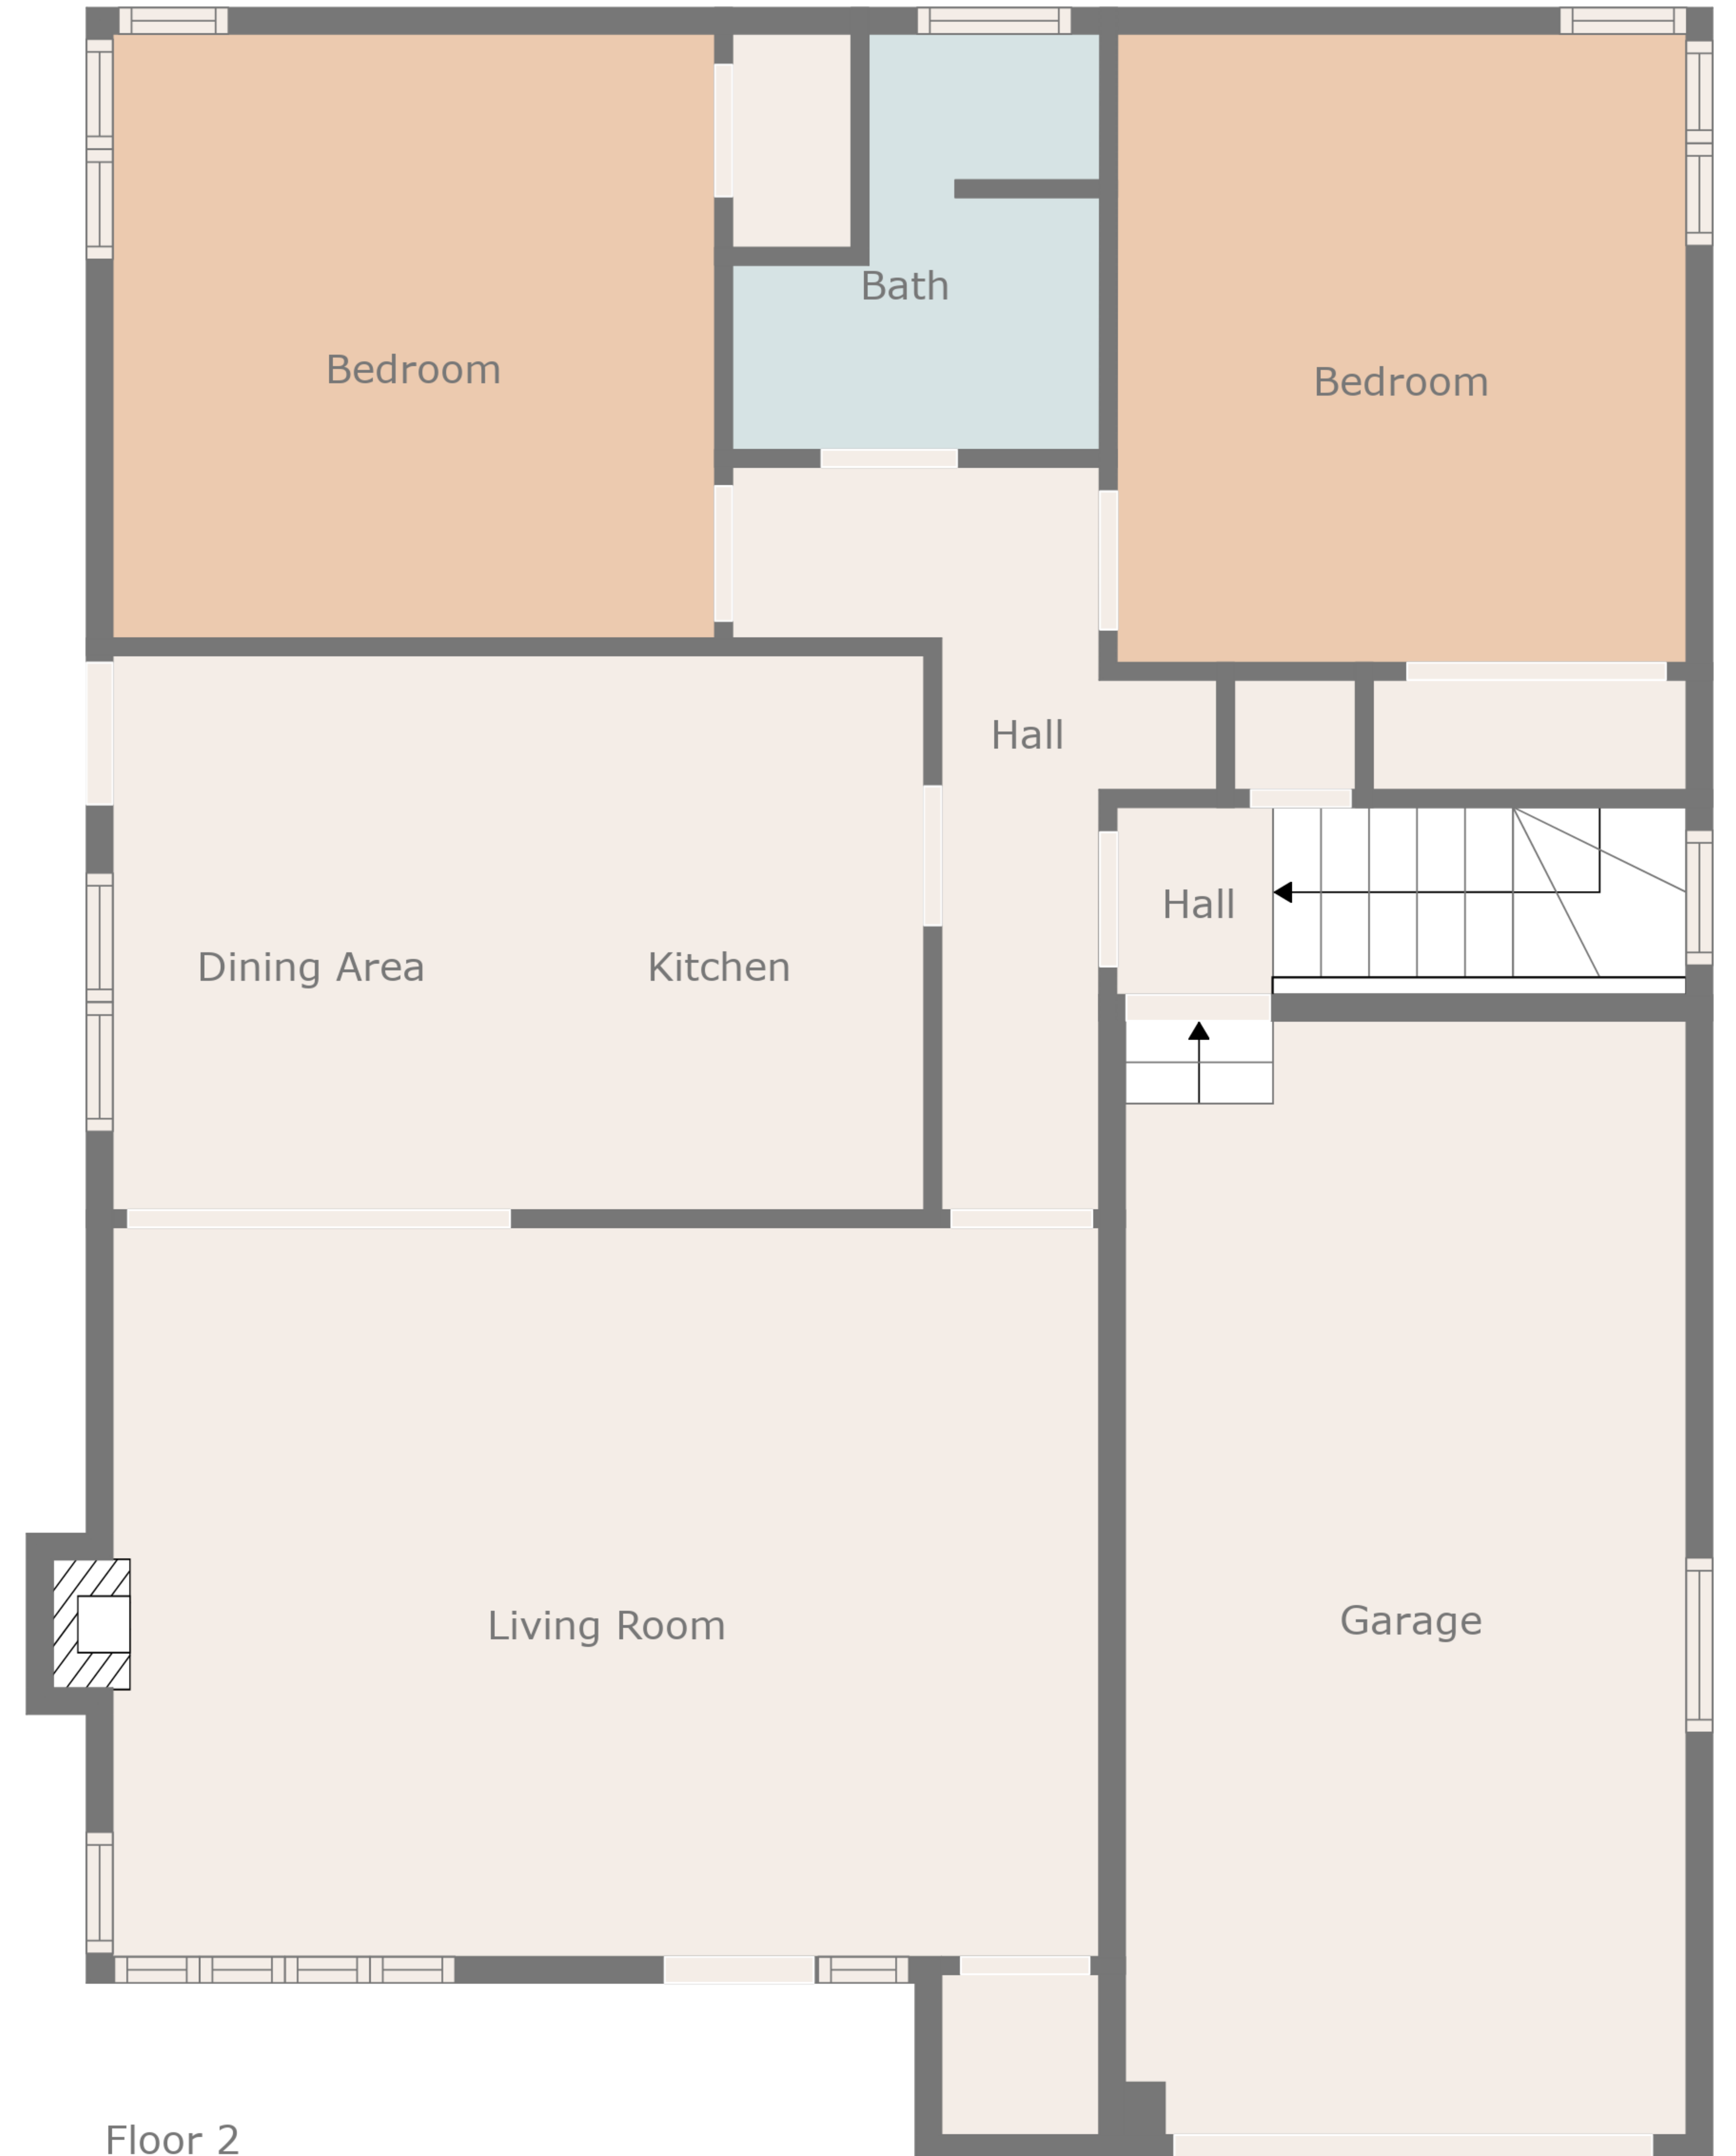 Bath
Bedroom
Bedroom
Hall
Hall
Dining Area
Kitchen
Living Room
Garage
Floor 2